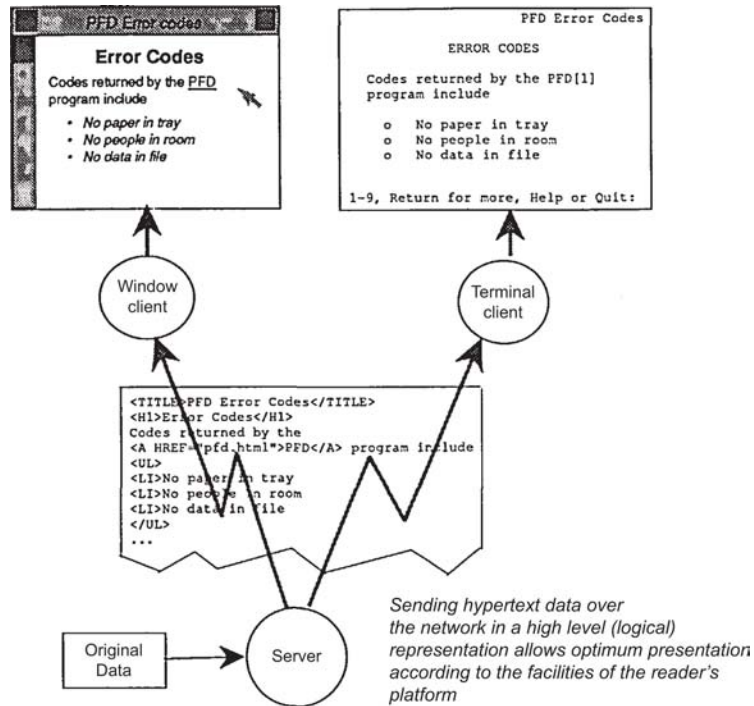 PFD Error codes
Error Codes
Codes returned by the PFD
program include
• No paper in tray
• No people in room
• No data in file
PFD Error Codes
ERROR CODES
Codes returned by the PFD[1]
program include
o No paper in tray
o No people in room
o No data in file
1-9, Return for more, Help or Quit:
Window
client
Terminal
client
<TITLE>PFD Error Codes</TITLE>
<H1>Error Codes</H1>
Codes returned by the
<A HREF="pfd.html">PFD</A> program include
<UL>
<LI>No paper in tray
<LI>No people in room
<LI>No data in file
</UL>
...
Original
Data
Server
Sending hypertext data over
the network in a high level (logical)
representation allows optimum presentation
according to the facilities of the reader's
platform